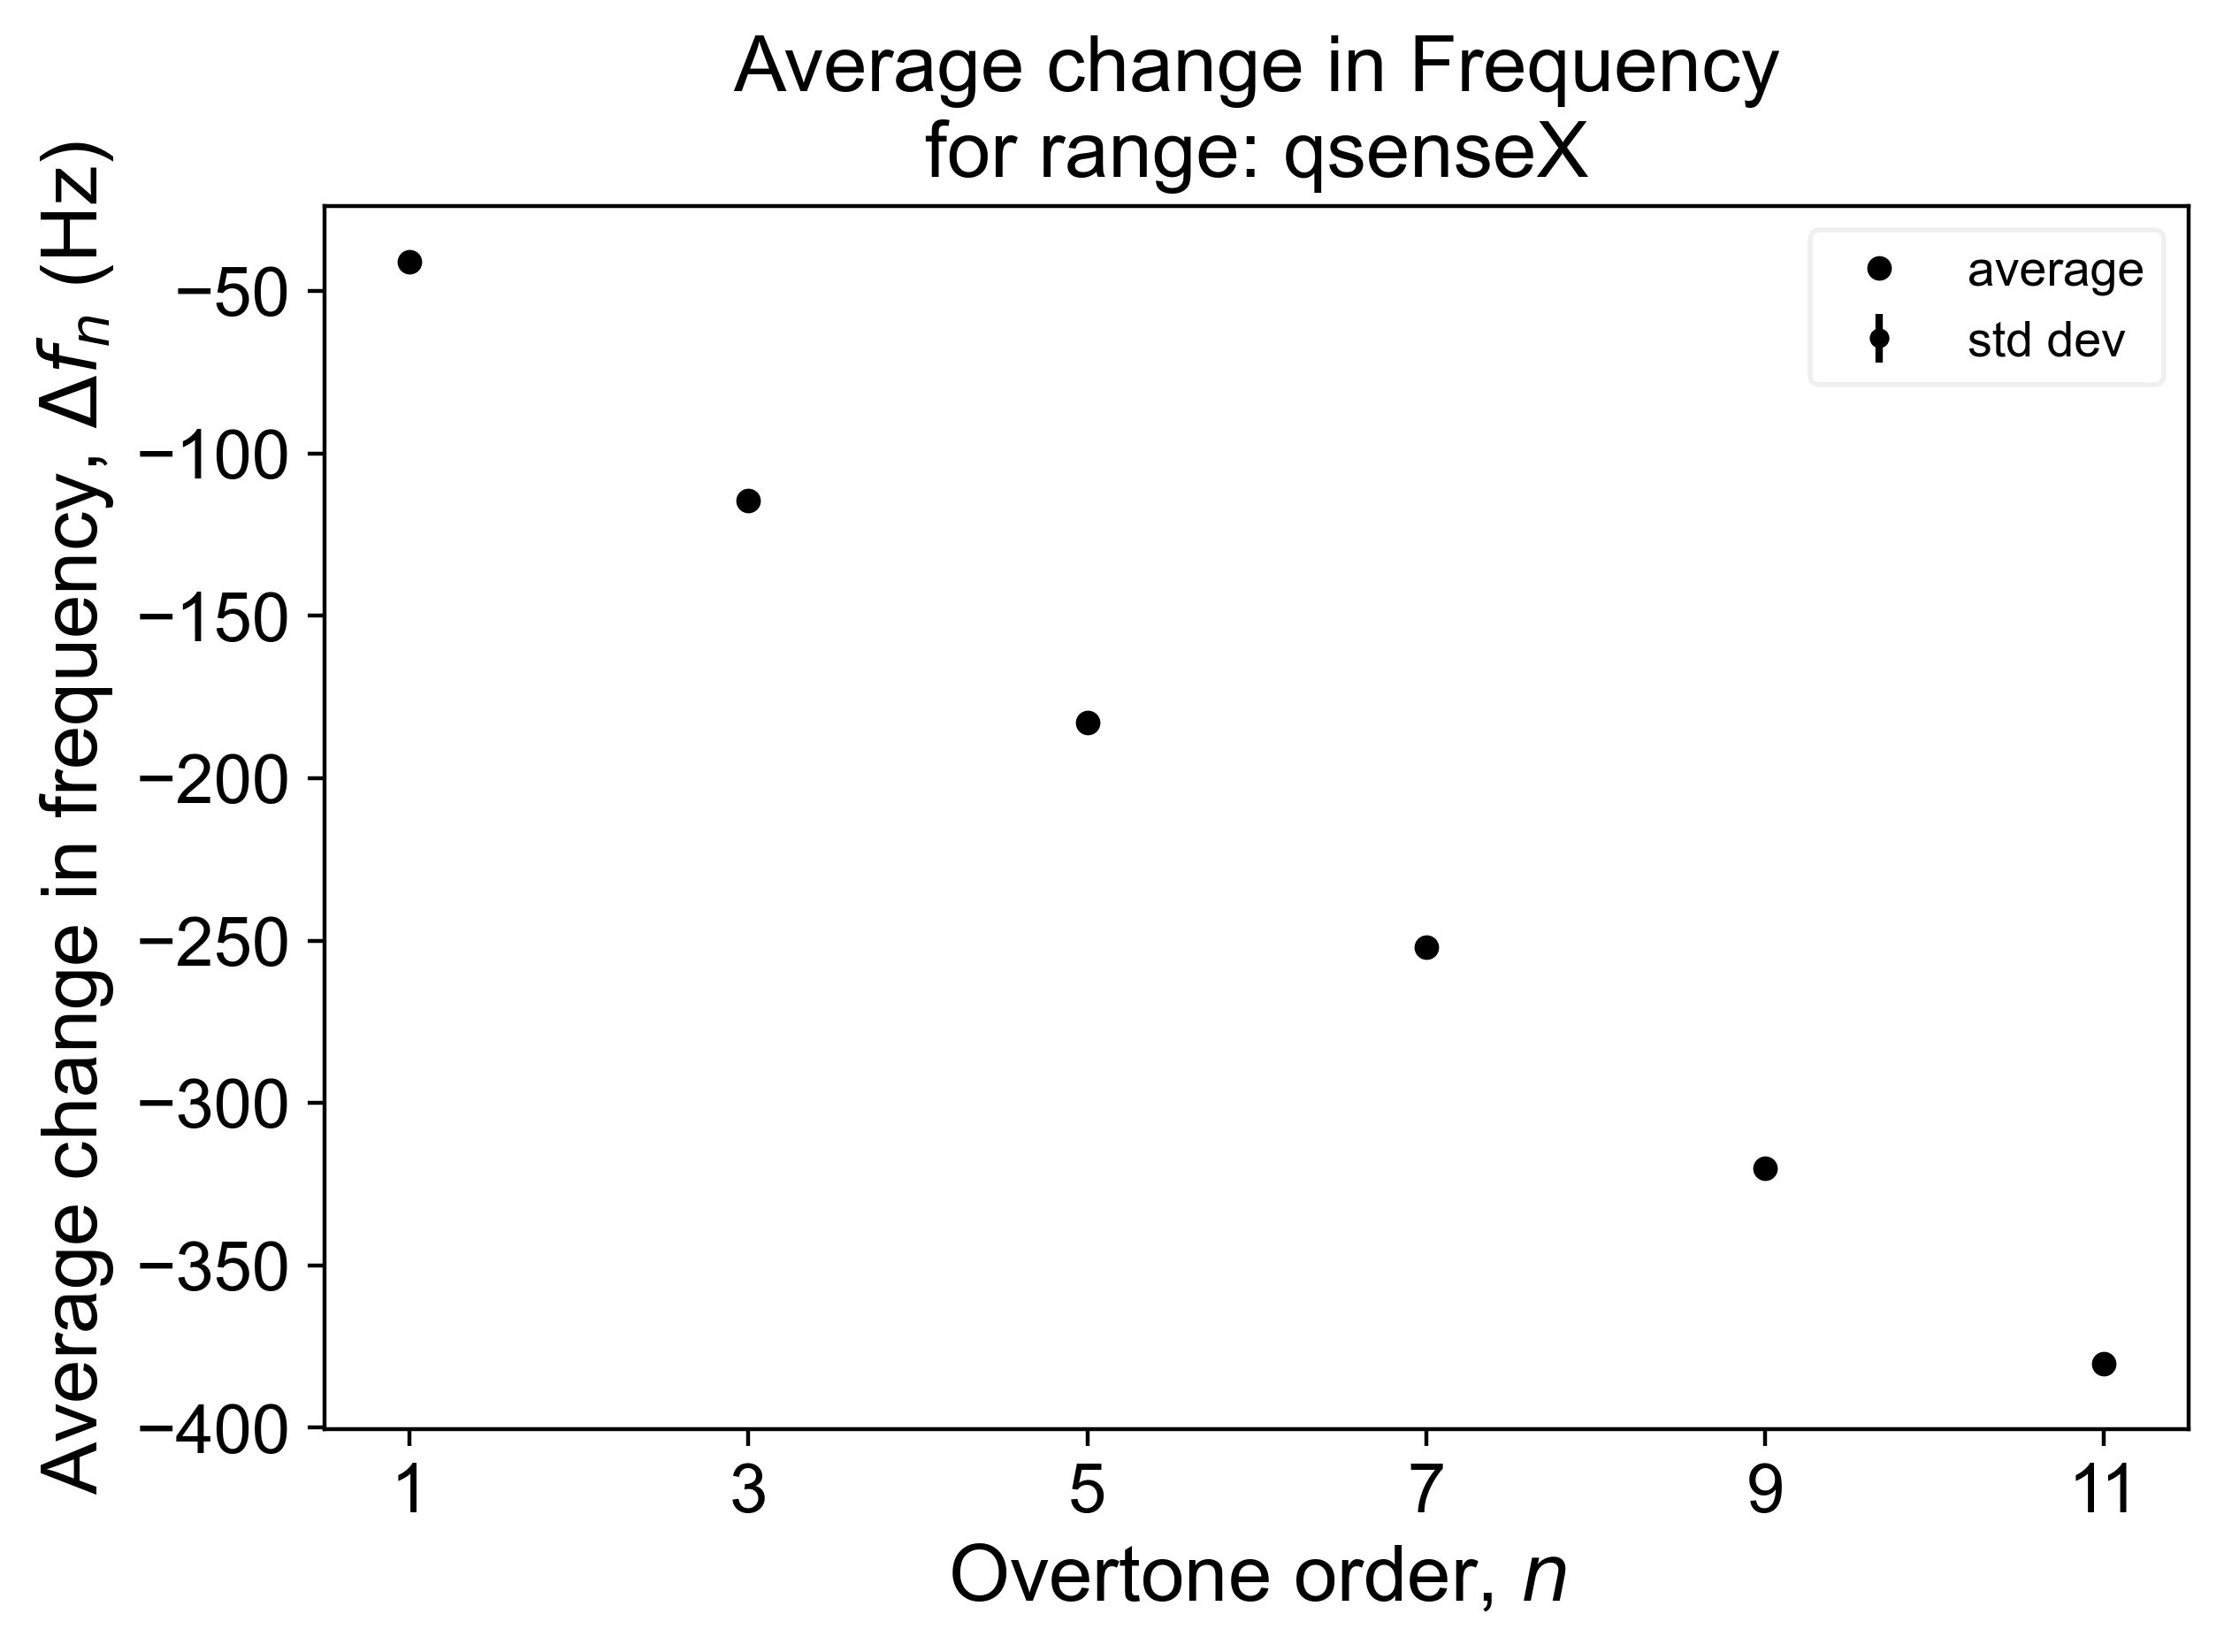 Average change in Frequency
for range: qsenseX
Average change in frequency, Δfₙ (Hz)
average
std dev
−50
−100
−150
−200
−250
−300
−350
−400
1 3 5 7 9 11
Overtone order, n